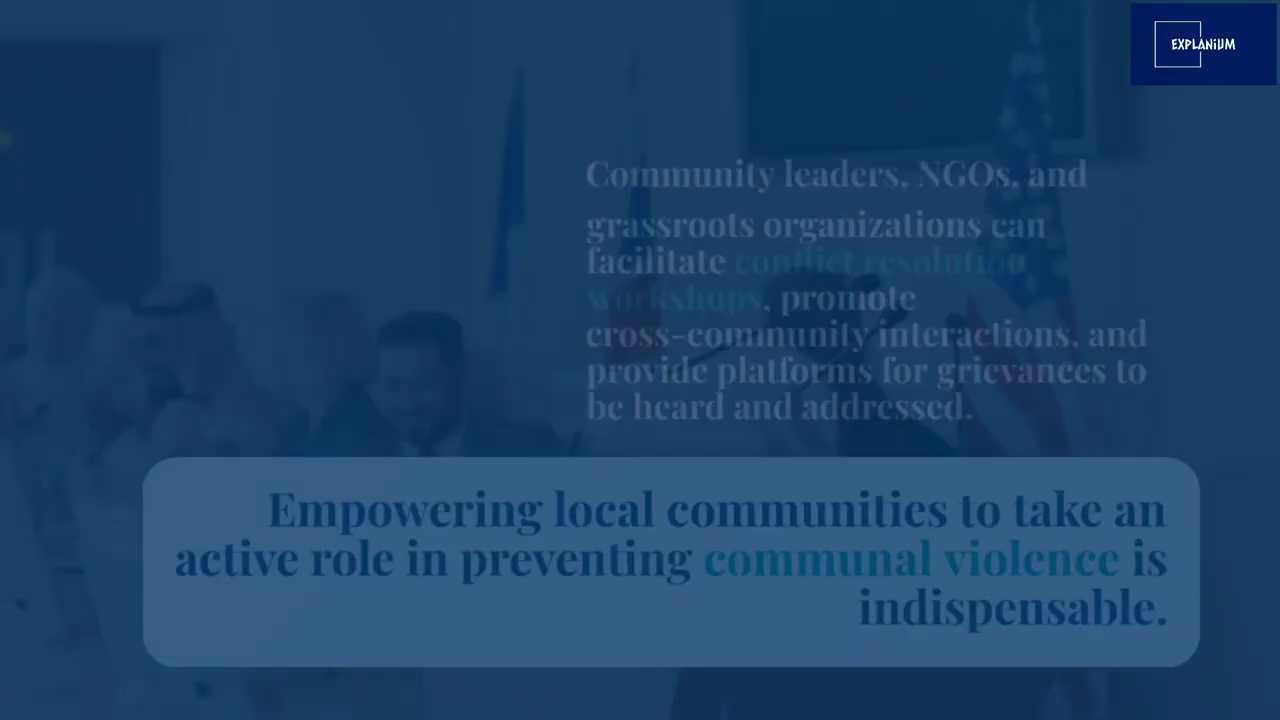 EXPLANiUM
Community leaders, NGOs, and
grassroots organizations can
facilitate conflict resolution
workshops, promote
cross-community interactions, and
provide platforms for grievances to
be heard and addressed.
Empowering local communities to take an
active role in preventing communal violence is
indispensable.